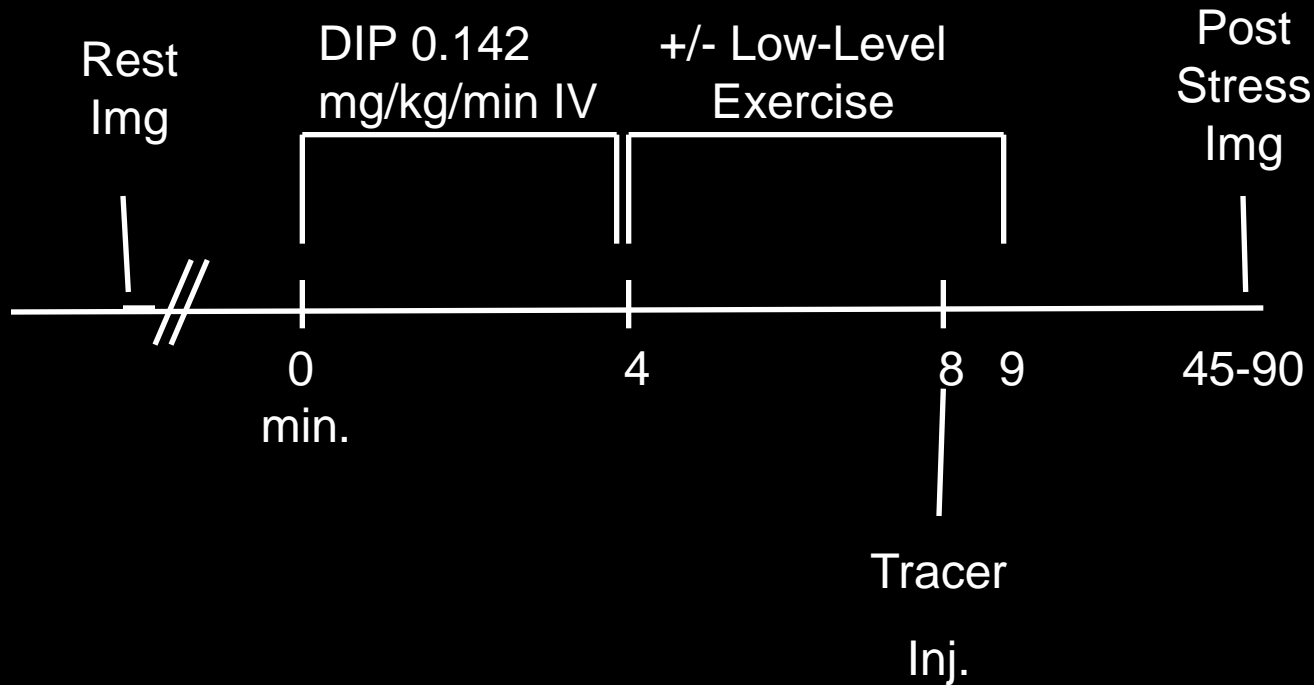 Rest
Img
DIP 0.142
mg/kg/min IV
+/- Low-Level
Exercise
Post
Stress
Img
0
min.
4
8
9
45-90
Tracer
Inj.